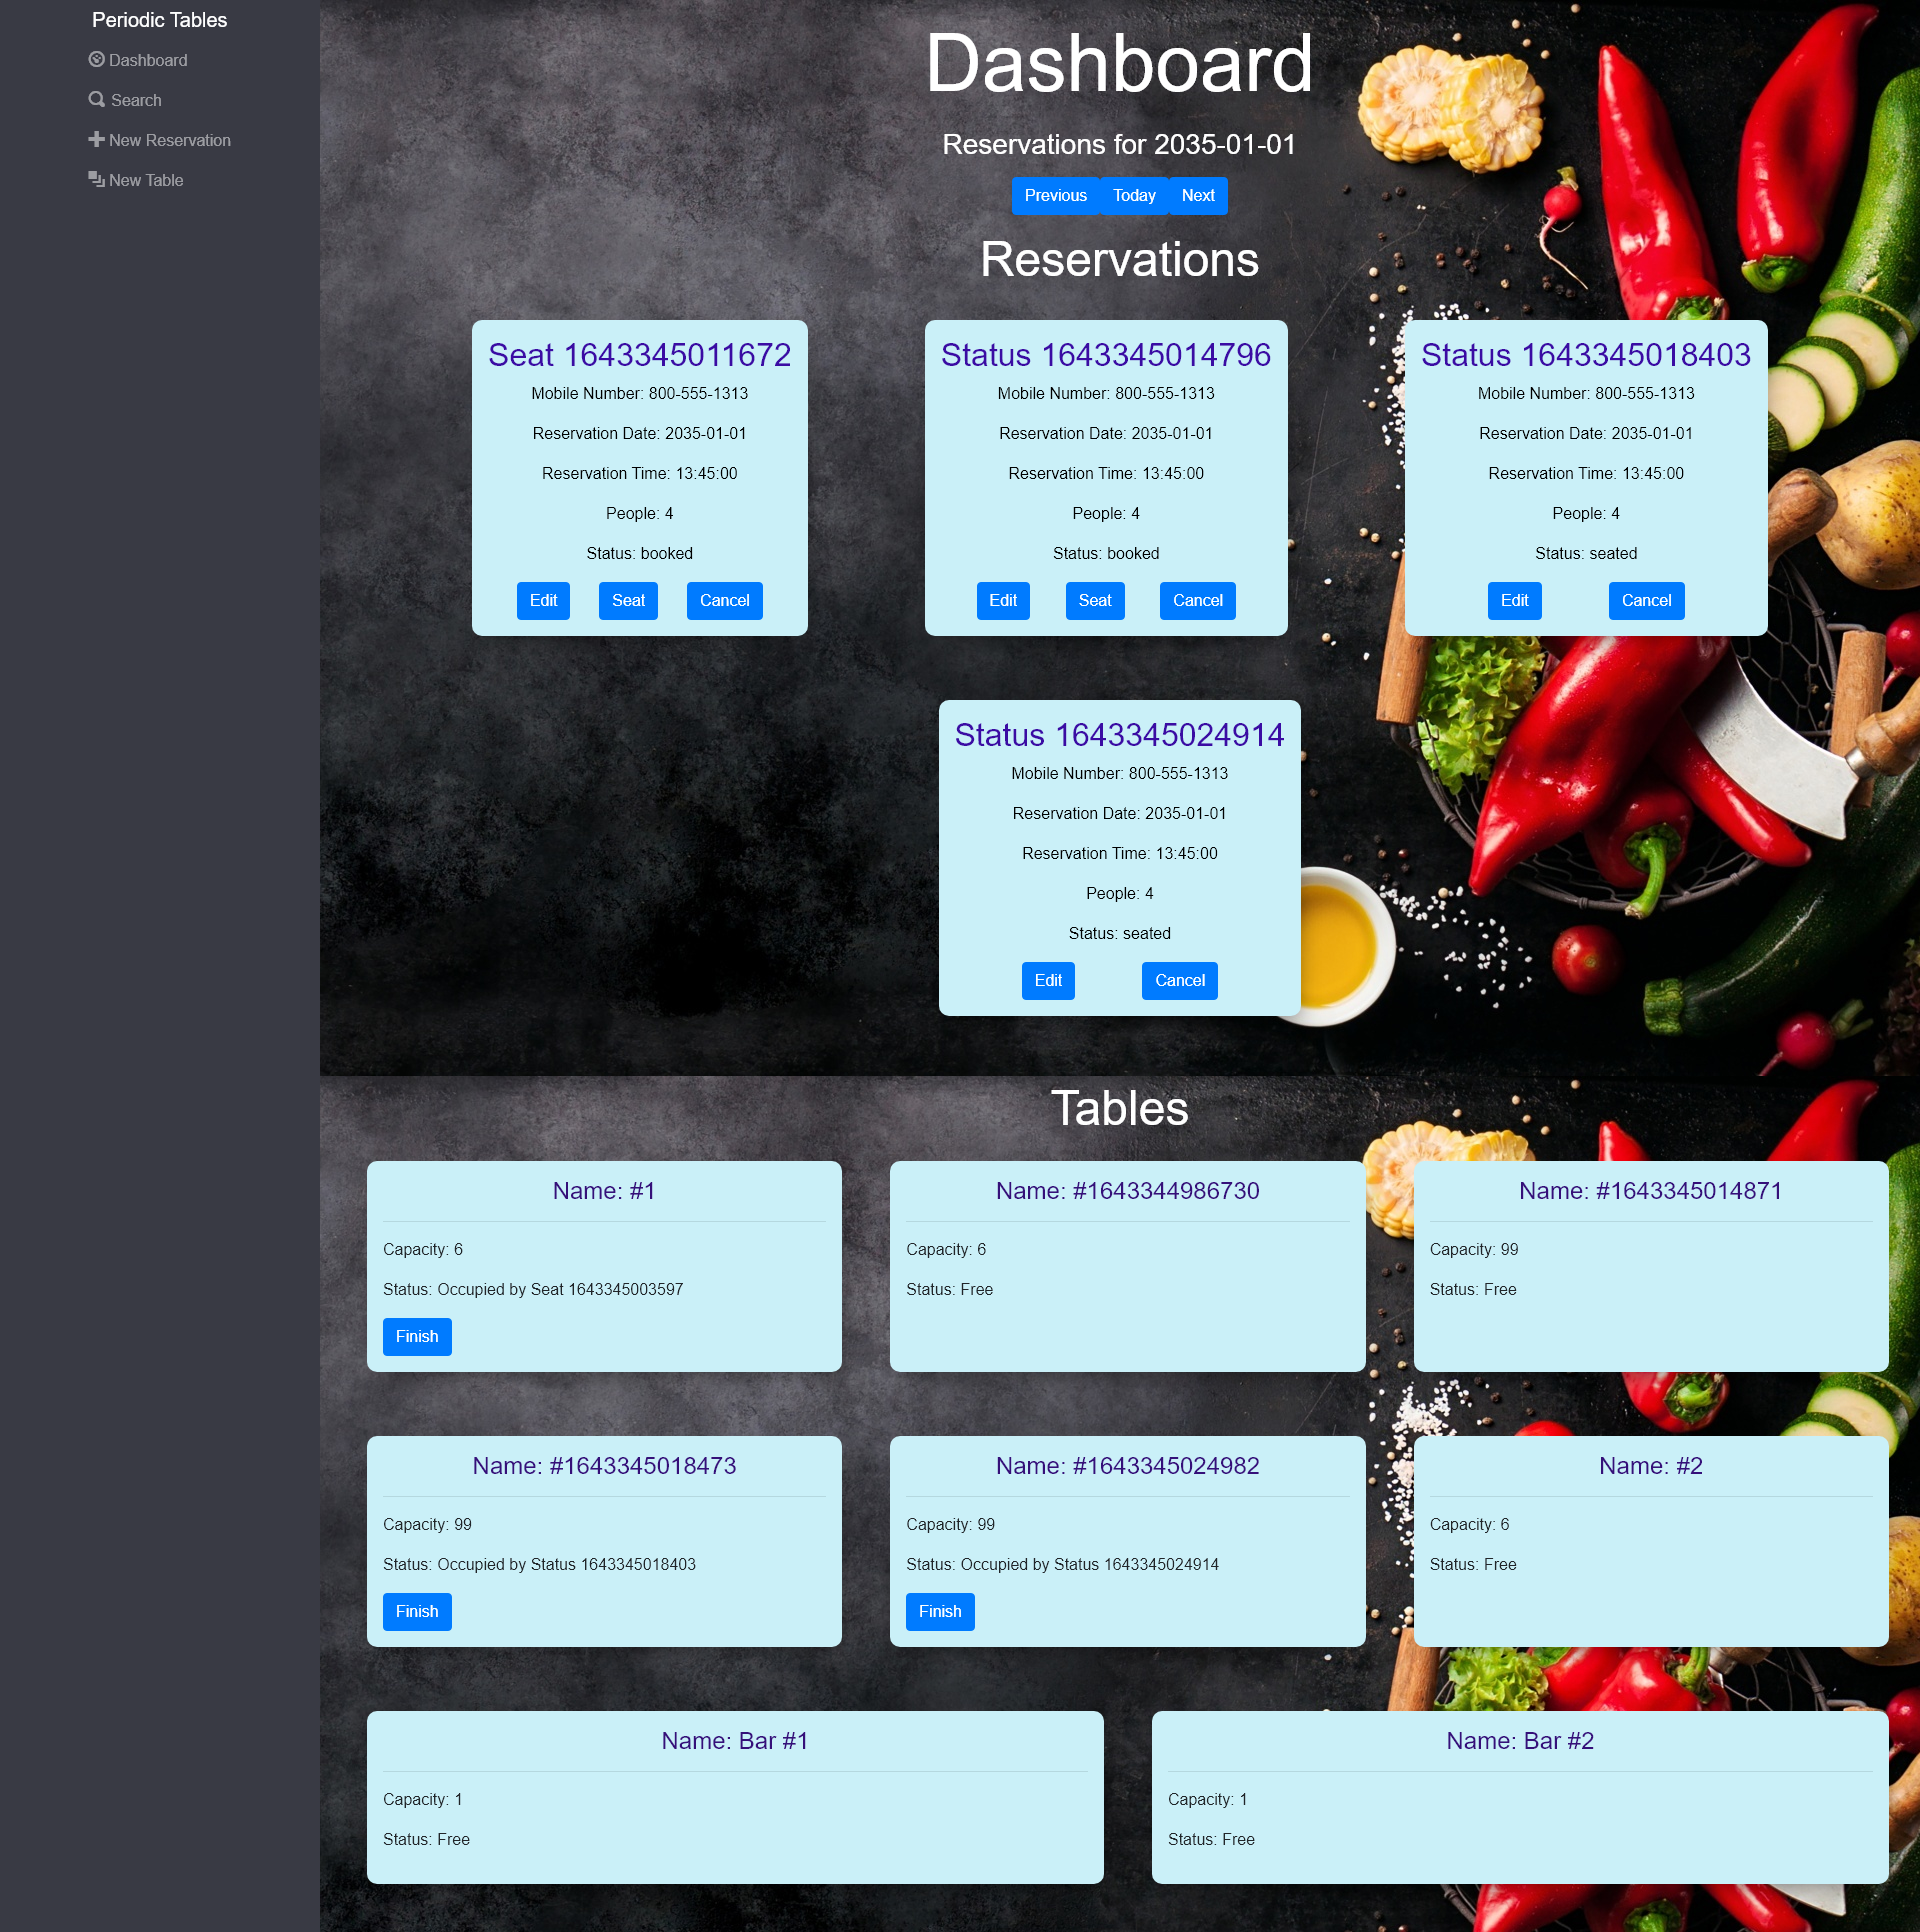 Periodic Tables
Dashboard
Search
New Reservation
New Table
Dashboard
Reservations for 2035-01-01
Previous Today Next
Reservations
Seat 1643345011672
Mobile Number: 800-555-1313
Reservation Date: 2035-01-01
Reservation Time: 13:45:00
People: 4
Status: booked
Edit Seat Cancel
Status 1643345014796
Mobile Number: 800-555-1313
Reservation Date: 2035-01-01
Reservation Time: 13:45:00
People: 4
Status: booked
Edit Seat Cancel
Status 1643345018403
Mobile Number: 800-555-1313
Reservation Date: 2035-01-01
Reservation Time: 13:45:00
People: 4
Status: seated
Edit Cancel
Status 1643345024914
Mobile Number: 800-555-1313
Reservation Date: 2035-01-01
Reservation Time: 13:45:00
People: 4
Status: seated
Edit Cancel
Tables
Name: #1
Capacity: 6
Status: Occupied by Seat 1643345003597
Finish
Name: #1643344986730
Capacity: 6
Status: Free
Name: #1643345014871
Capacity: 99
Status: Free
Name: #1643345018473
Capacity: 99
Status: Occupied by Status 1643345018403
Finish
Name: #1643345024982
Capacity: 99
Status: Occupied by Status 1643345024914
Finish
Name: #2
Capacity: 6
Status: Free
Name: Bar #1
Capacity: 1
Status: Free
Name: Bar #2
Capacity: 1
Status: Free